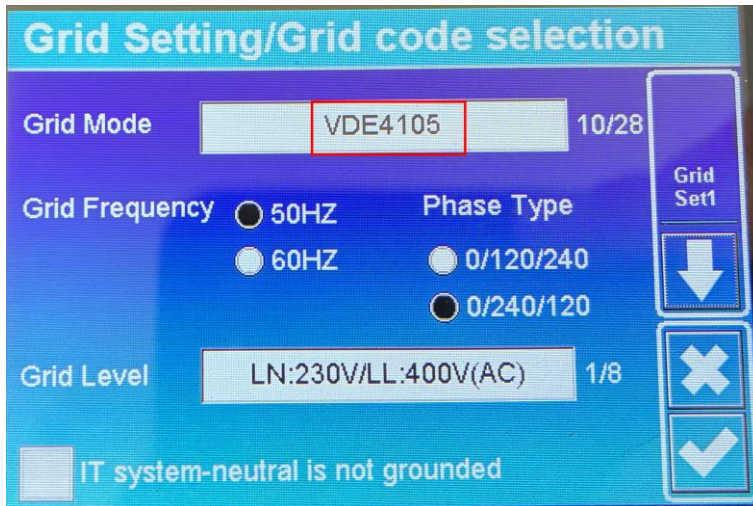 Grid Setting/Grid code selection
Grid Mode VDE4105 10/28
Grid
Set1
Grid Frequency 50HZ Phase Type
60HZ 0/120/240
0/240/120
Grid Level LN:230V/LL:400V(AC) 1/8
IT system-neutral is not grounded